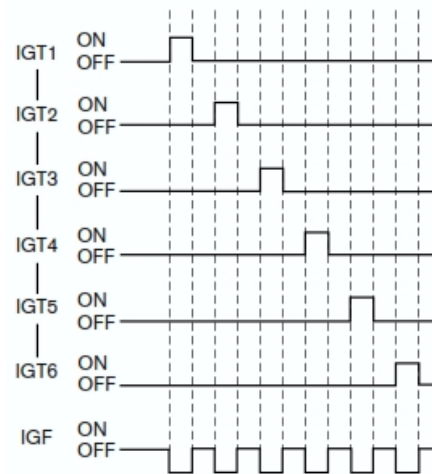 IGT1 ON
OFF
IGT2 ON
OFF
IGT3 ON
OFF
IGT4 ON
OFF
IGT5 ON
OFF
IGT6 ON
OFF
IGF ON
OFF